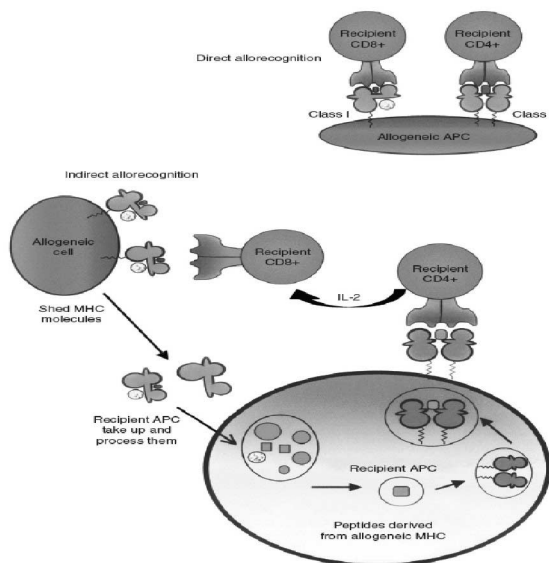 Recipient
CD8+
Recipient
CD4+
Direct allorecognition
Class I
Class
Allogeneic APC
Indirect allorecognition
Allogeneic
cell
Recipient
CD8+
Recipient
CD4+
IL-2
Shed MHC
molecules
Recipient APC
take up and
process them
Recipient APC
Peptides derived
from allogeneic MHC